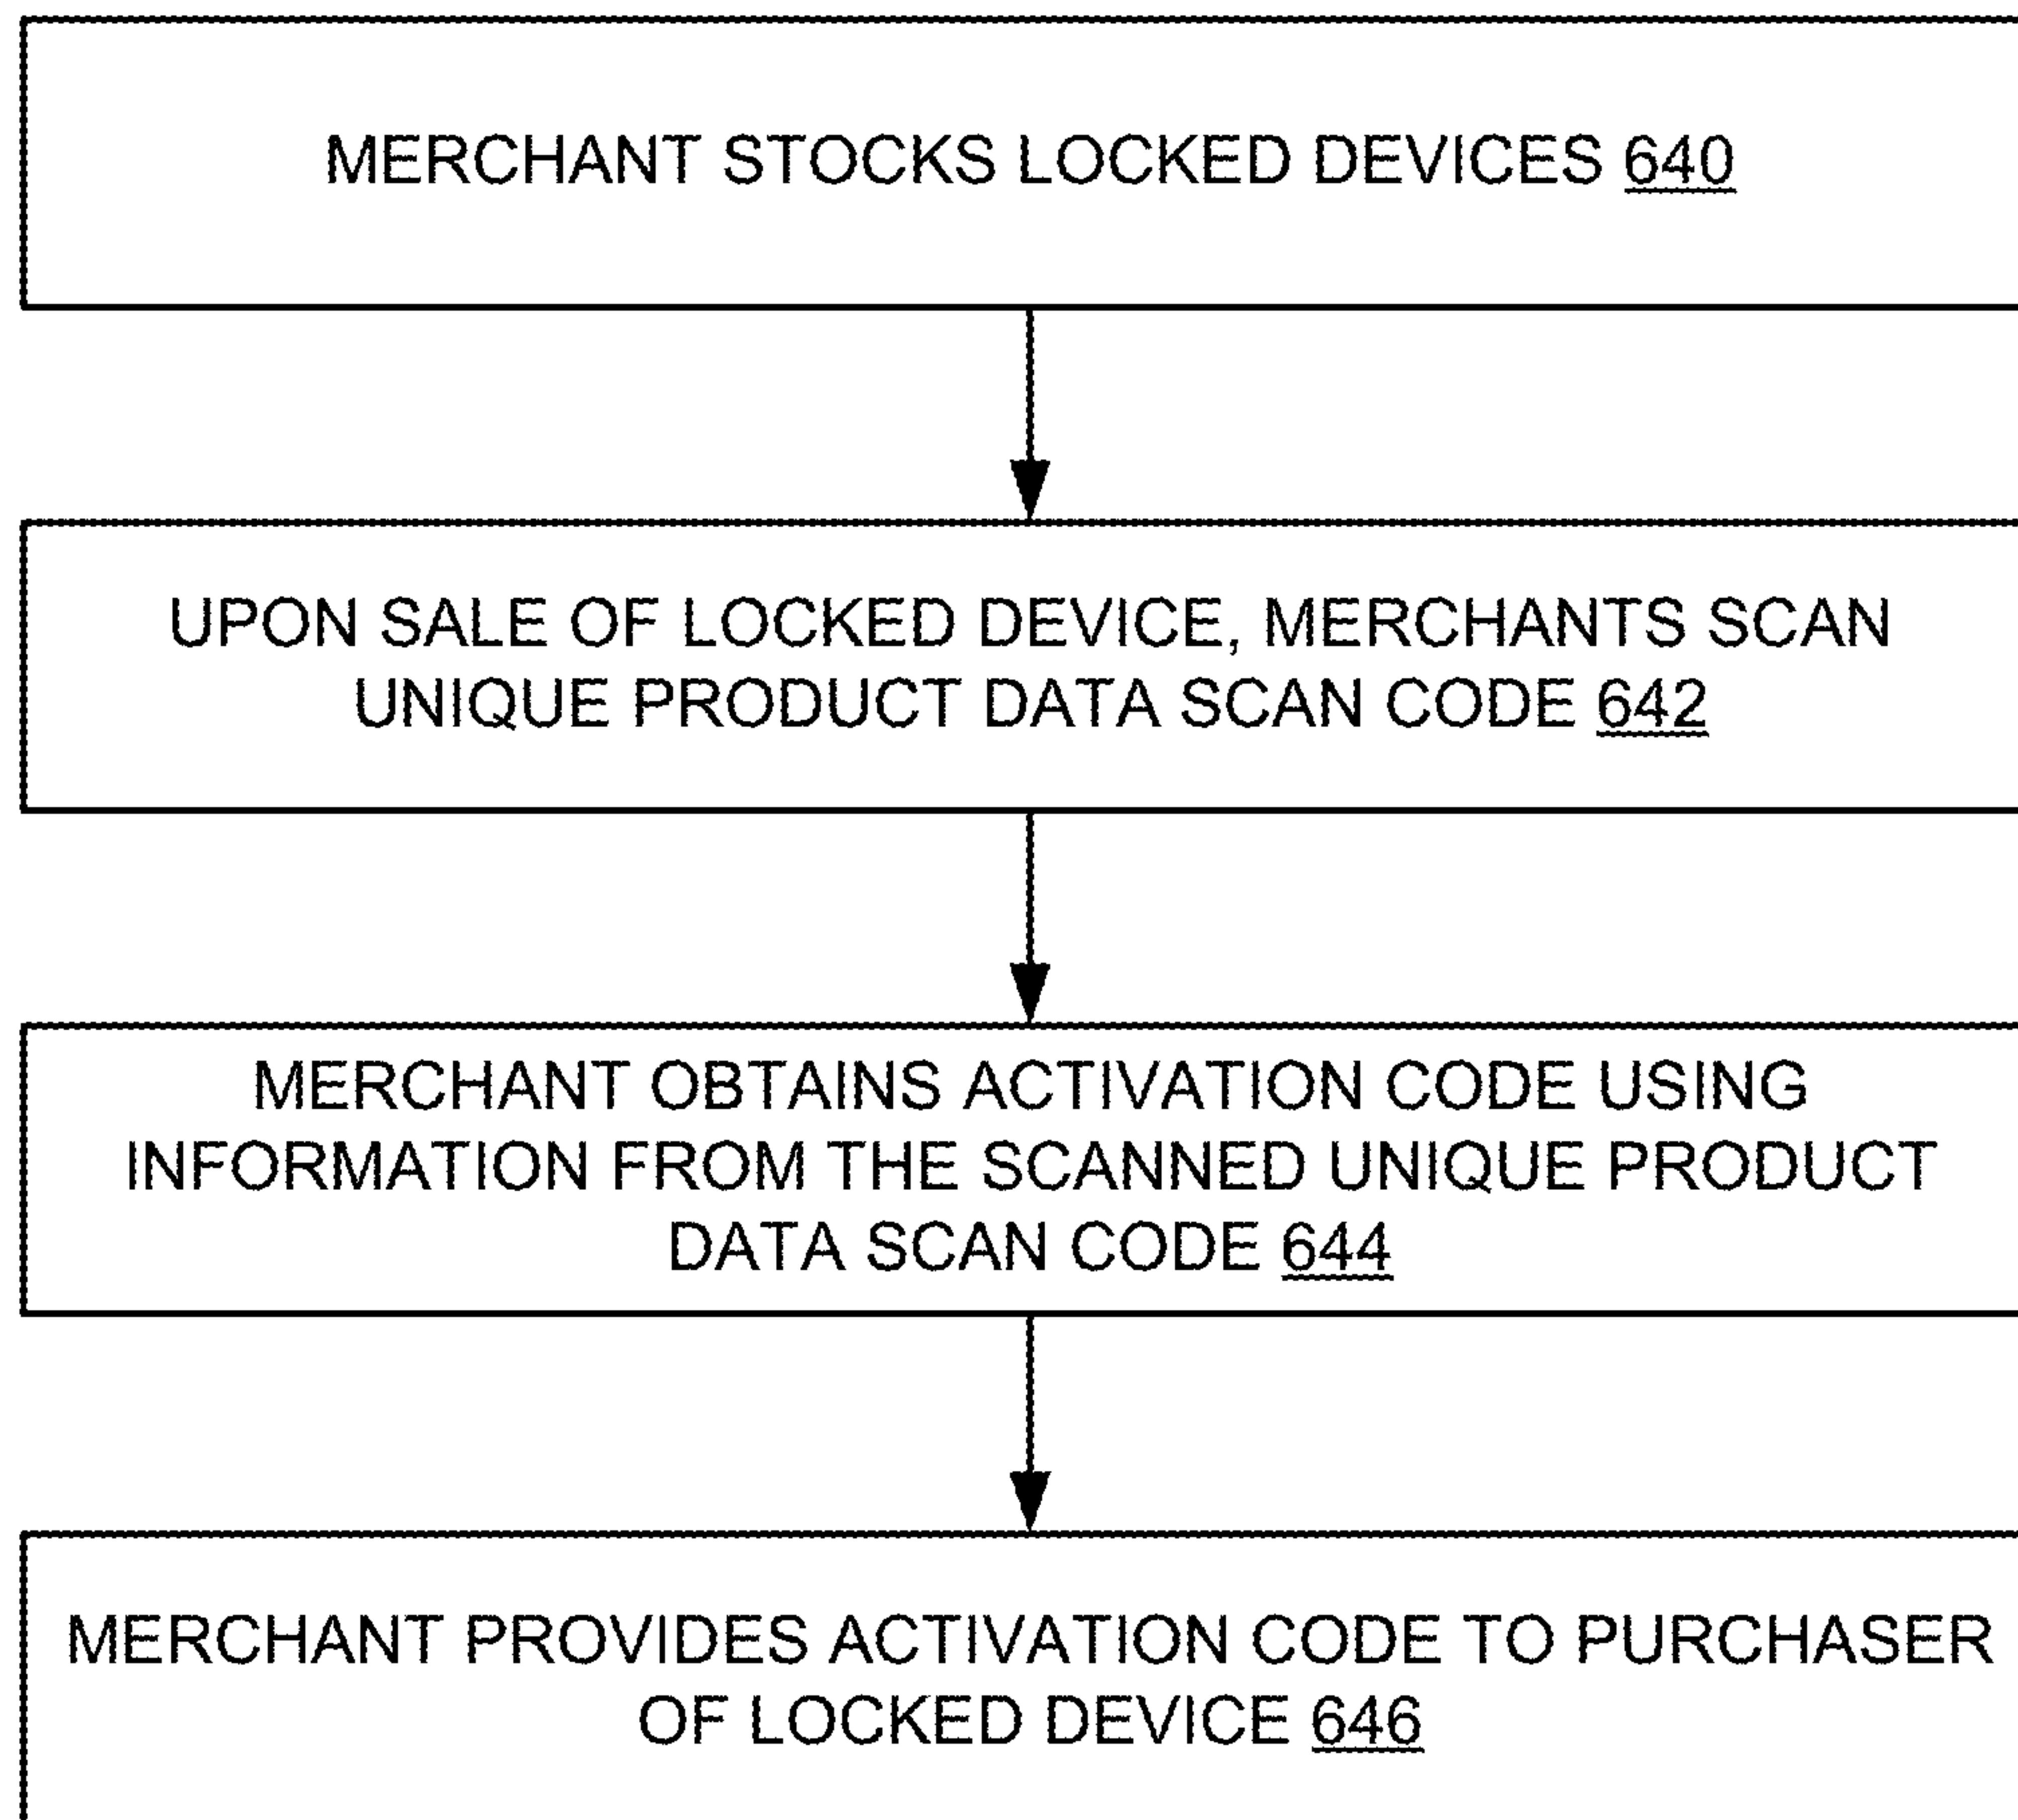 MERCHANT STOCKS LOCKED DEVICES 640
UPON SALE OF LOCKED DEVICE, MERCHANTS SCAN
UNIQUE PRODUCT DATA SCAN CODE 642
MERCHANT OBTAINS ACTIVATION CODE USING
INFORMATION FROM THE SCANNED UNIQUE PRODUCT
DATA SCAN CODE 644
MERCHANT PROVIDES ACTIVATION CODE TO PURCHASER
OF LOCKED DEVICE 646